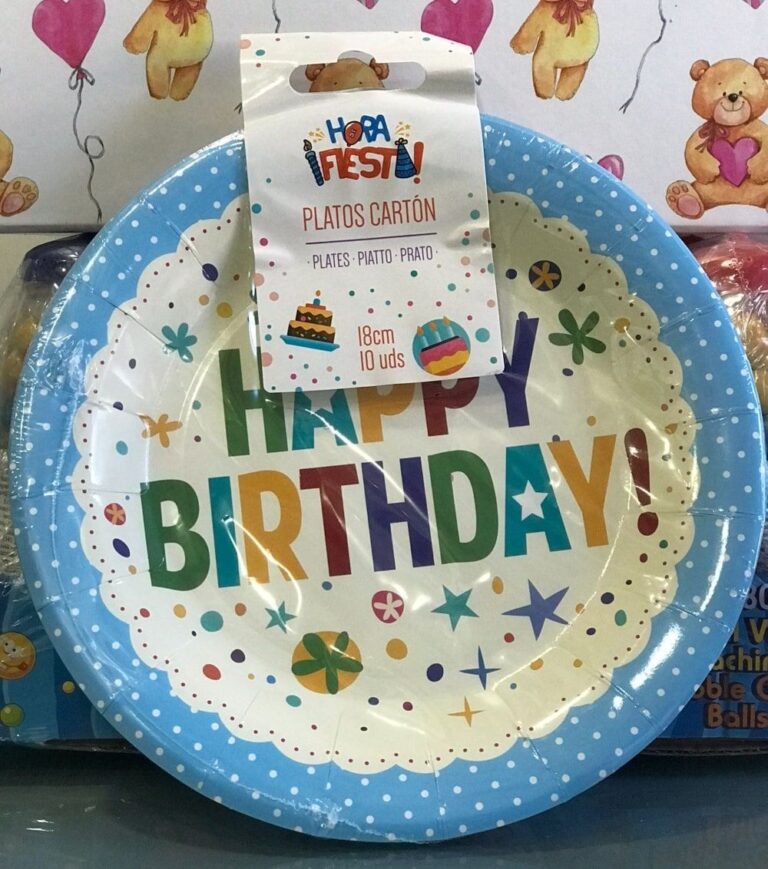 HORA
¡FIESTA!
PLATOS CARTÓN
· PLATES · PIATTO · PRATO ·
18cm
10 uds
HAPPY
BIRTHDAY!
Balls